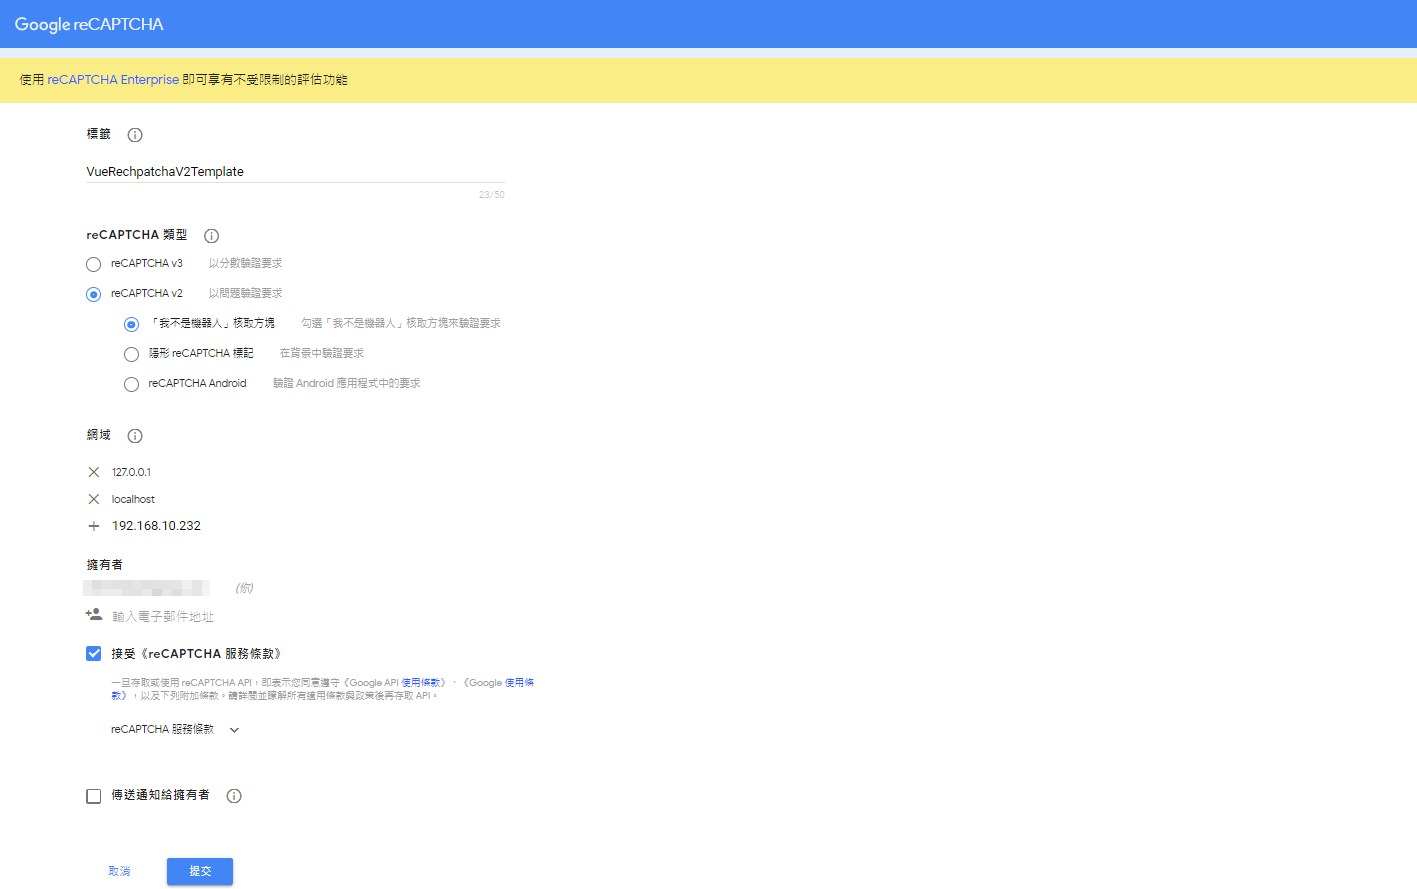 Google reCAPTCHA
使用 reCAPTCHA Enterprise 即可享有不受限制的評估功能
標籤
VueRechpatchaV2Template
23/50
reCAPTCHA 類型
reCAPTCHA v3 以分數驗證要求
reCAPTCHA v2 以問題驗證要求
「我不是機器人」核取方塊 勾選「我不是機器人」核取方塊來驗證要求
隱形 reCAPTCHA 標記 在背景中驗證要求
reCAPTCHA Android 驗證 Android 應用程式中的要求
網域
127.0.0.1
localhost
192.168.10.232
擁有者
(你)
輸入電子郵件地址
接受《reCAPTCHA 服務條款》
一旦存取或使用 reCAPTCHA API，即表示您同意遵守《Google API 使用條款》、《Google 使用條
款》，以及下列附加條款。請詳閱並瞭解所有適用條款與政策後再存取 API。
reCAPTCHA 服務條款
傳送通知給擁有者
取消 提交